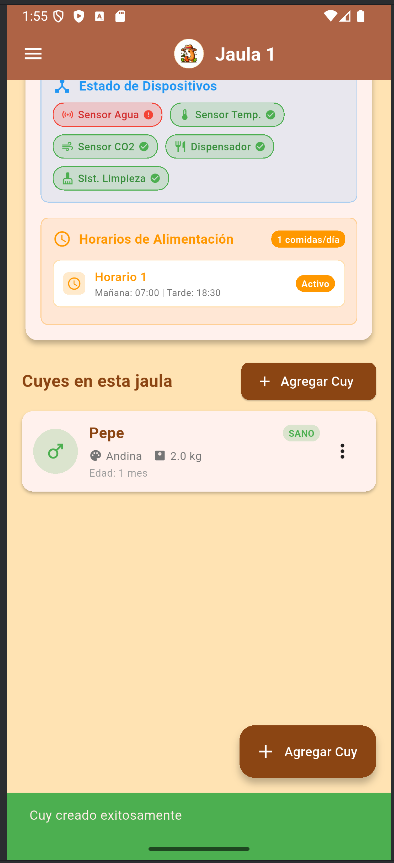 1:55
Jaula 1
Estado de Dispositivos
Sensor Agua
Sensor Temp.
Sensor CO2
Dispensador
Sist. Limpieza
Horarios de Alimentación
1 comidas/día
Horario 1
Mañana: 07:00 | Tarde: 18:30
Activo
Cuyes en esta jaula
+ Agregar Cuy
Pepe
SANO
Andina
2.0 kg
Edad: 1 mes
+ Agregar Cuy
Cuy creado exitosamente